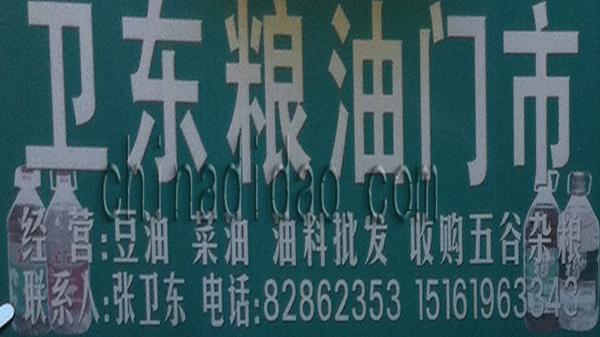 卫东粮油门市
chinadidao.com
经 营:豆油 菜油 油料批发 收购五谷杂粮
联系人:张卫东 电话:82862353 15161963343